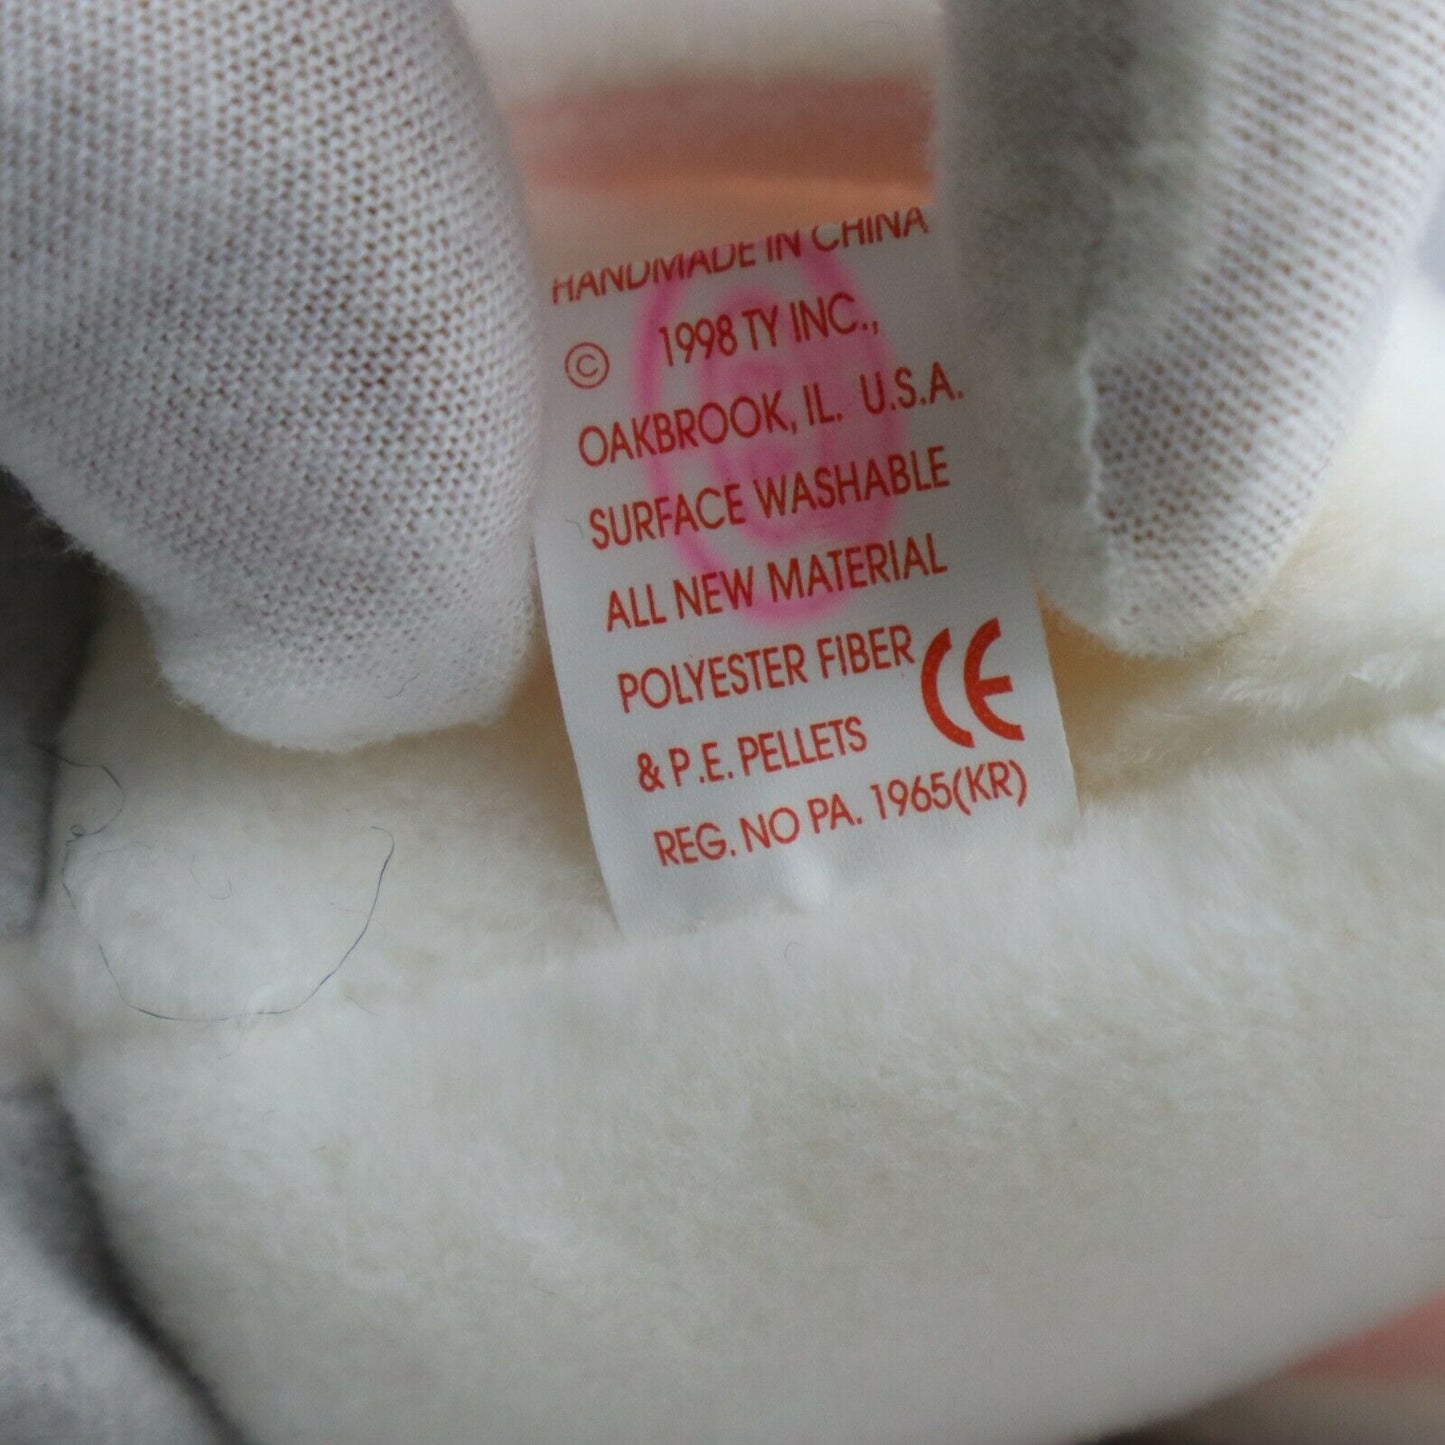 HANDMADE IN CHINA
© 1998 TY INC.,
OAKBROOK, IL. U.S.A.
SURFACE WASHABLE
ALL NEW MATERIAL
POLYESTER FIBER
& P.E. PELLETS CE
REG. NO PA. 1965(KR)